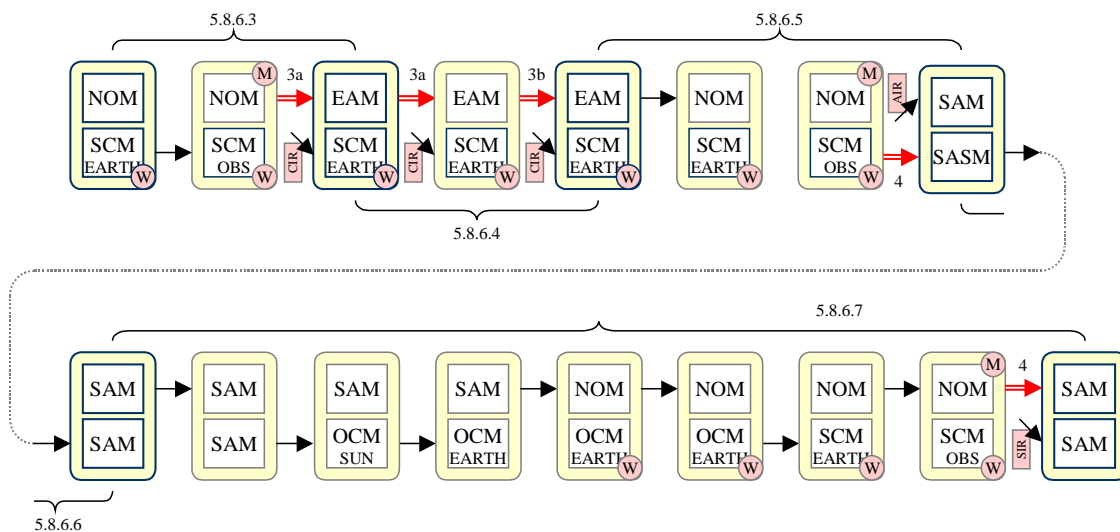 5.8.6.3
5.8.6.5
M
3a
3a
3b
M
NOM
NOM
EAM
EAM
EAM
NOM
NOM
AIR
SAM
SCM
EARTH
W
SCM
OBS
W
CIR
SCM
EARTH
W
CIR
SCM
EARTH
W
CIR
SCM
EARTH
W
SCM
EARTH
W
SCM
OBS
W
4
SASM
5.8.6.4
5.8.6.7
M
4
SAM
SAM
SAM
SAM
NOM
NOM
NOM
NOM
SAM
SAM
SAM
OCM
SUN
OCM
EARTH
OCM
EARTH
W
OCM
EARTH
W
SCM
EARTH
W
SCM
OBS
W
SIR
SAM
5.8.6.6